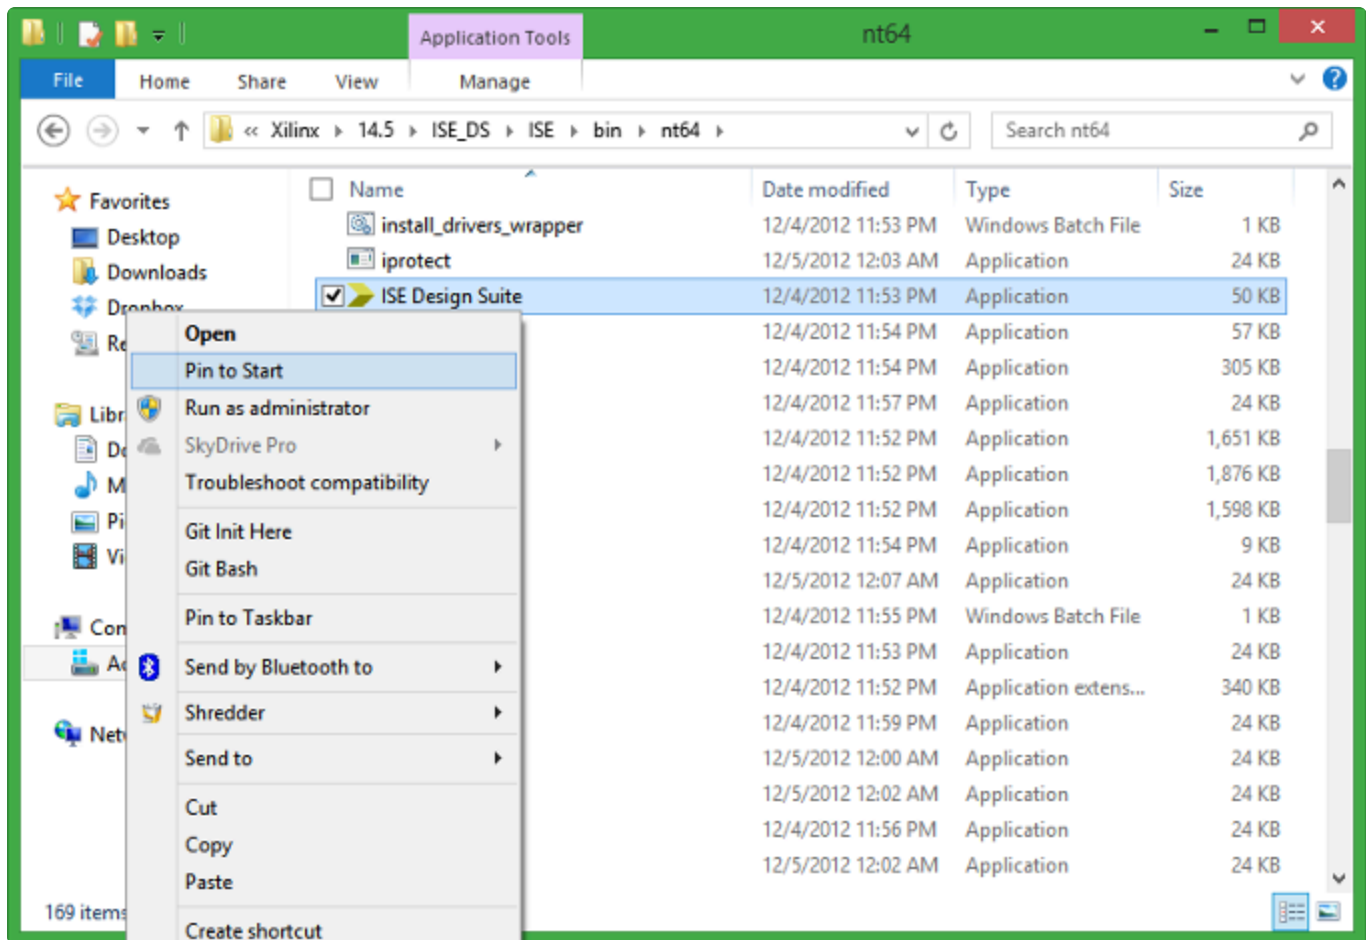 Application Tools
nt64
File Home Share View Manage
« Xilinx 14.5 ISE_DS ISE bin nt64
Search nt64
Name Date modified Type Size
Favorites
Desktop
Downloads
Dropbox
Re
Libr
Do
M
Pi
Vi
Com
Ac
Netw
169 items
install_drivers_wrapper 12/4/2012 11:53 PM Windows Batch File 1 KB
iprotect 12/5/2012 12:03 AM Application 24 KB
ISE Design Suite 12/4/2012 11:53 PM Application 50 KB
12/4/2012 11:54 PM Application 57 KB
12/4/2012 11:54 PM Application 305 KB
12/4/2012 11:57 PM Application 24 KB
12/4/2012 11:52 PM Application 1,651 KB
12/4/2012 11:52 PM Application 1,876 KB
12/4/2012 11:52 PM Application 1,598 KB
12/4/2012 11:54 PM Application 9 KB
12/5/2012 12:07 AM Application 24 KB
12/4/2012 11:55 PM Windows Batch File 1 KB
12/4/2012 11:53 PM Application 24 KB
12/4/2012 11:52 PM Application extens... 340 KB
12/4/2012 11:59 PM Application 24 KB
12/5/2012 12:00 AM Application 24 KB
12/5/2012 12:02 AM Application 24 KB
12/4/2012 11:56 PM Application 24 KB
12/5/2012 12:02 AM Application 24 KB
Open
Pin to Start
Run as administrator
SkyDrive Pro
Troubleshoot compatibility
Git Init Here
Git Bash
Pin to Taskbar
Send by Bluetooth to
Shredder
Send to
Cut
Copy
Paste
Create shortcut